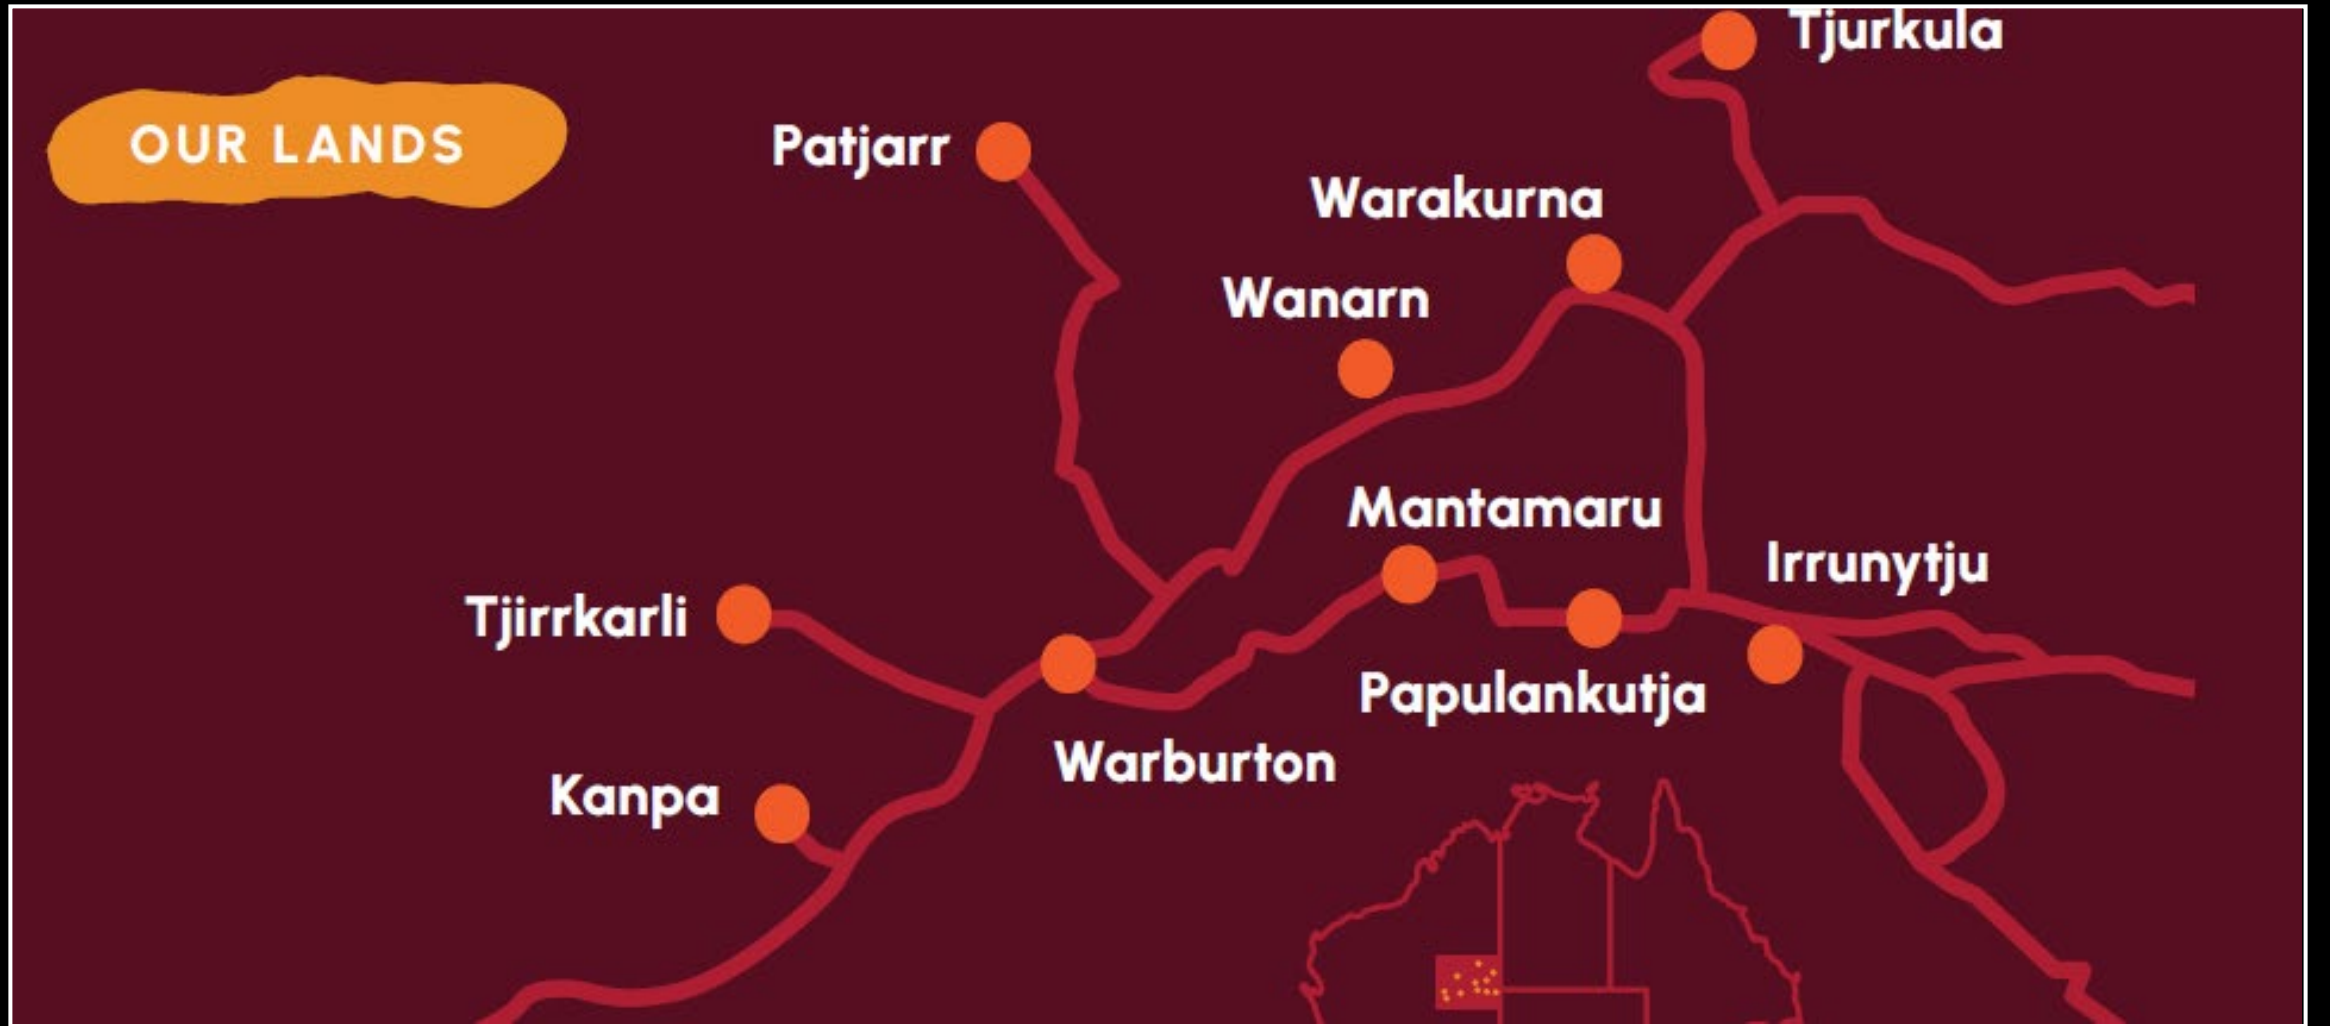 Tjurkula
OUR LANDS
Patjarr
Warakurna
Wanarn
Mantamaru
Irrunytju
Tjirrkarli
Papulankutja
Warburton
Kanpa